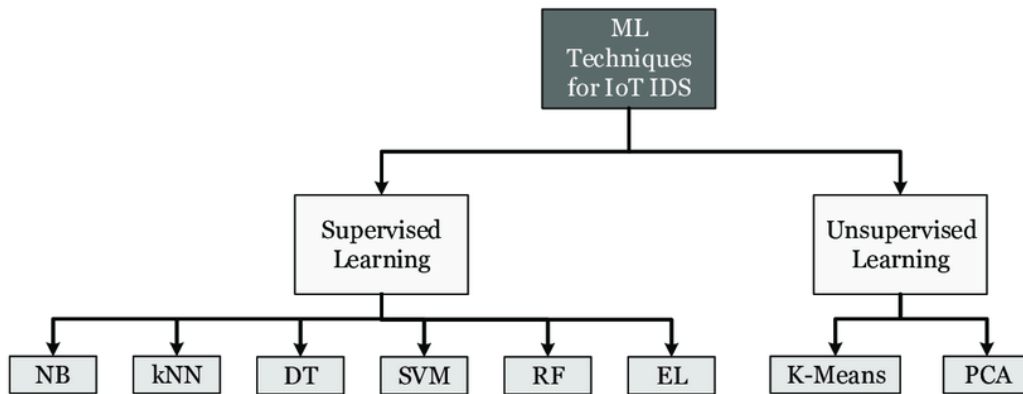 ML
Techniques
for IoT IDS
Supervised
Learning
Unsupervised
Learning
NB
kNN
DT
SVM
RF
EL
K-Means
PCA